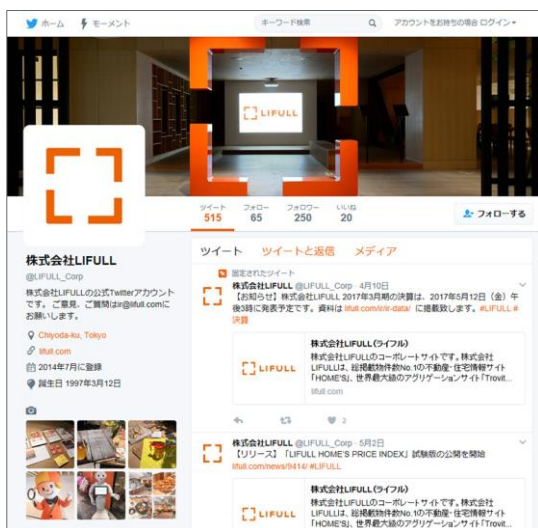 ホーム モーメント キーワード検索 アカウントをお持ちの場合 ログイン
LIFULL
ツイート フォロー フォロワー いいね
515 65 250 20
フォローする
株式会社LIFULL
@LIFULL_Corp
株式会社LIFULLの公式Twitterアカウント
です。ご意見、ご質問はir@lifull.comに
お願いします。
Chiyoda-ku, Tokyo
lifull.com
2014年7月に登録
誕生日 1997年3月12日
ツイート ツイートと返信 メディア
固定されたツイート
株式会社LIFULL @LIFULL_Corp · 4月10日
【お知らせ】株式会社LIFULL 2017年3月期の決算は、2017年5月12日（金）午
後3時に発表予定です。資料は lifull.com/ir/ir-data/ に掲載致します。#LIFULL #
決算
LIFULL
株式会社LIFULL(ライフル)
株式会社LIFULLのコーポレートサイトです。株式会社
LIFULLは、総掲載物件数No.1の不動産・住宅情報サイト
「HOME'S」、世界最大級のアグリゲーションサイト「Trovit...
lifull.com
2
株式会社LIFULL @LIFULL_Corp · 5月2日
【リリース】「LIFULL HOME'S PRICE INDEX」試験版の公開を開始
lifull.com/news/9414/ #LIFULL
LIFULL
株式会社LIFULL(ライフル)
株式会社LIFULLのコーポレートサイトです。株式会社
LIFULLは、総掲載物件数No.1の不動産・住宅情報サイト
「HOME'S」、世界最大級のアグリゲーションサイト「Trovit...